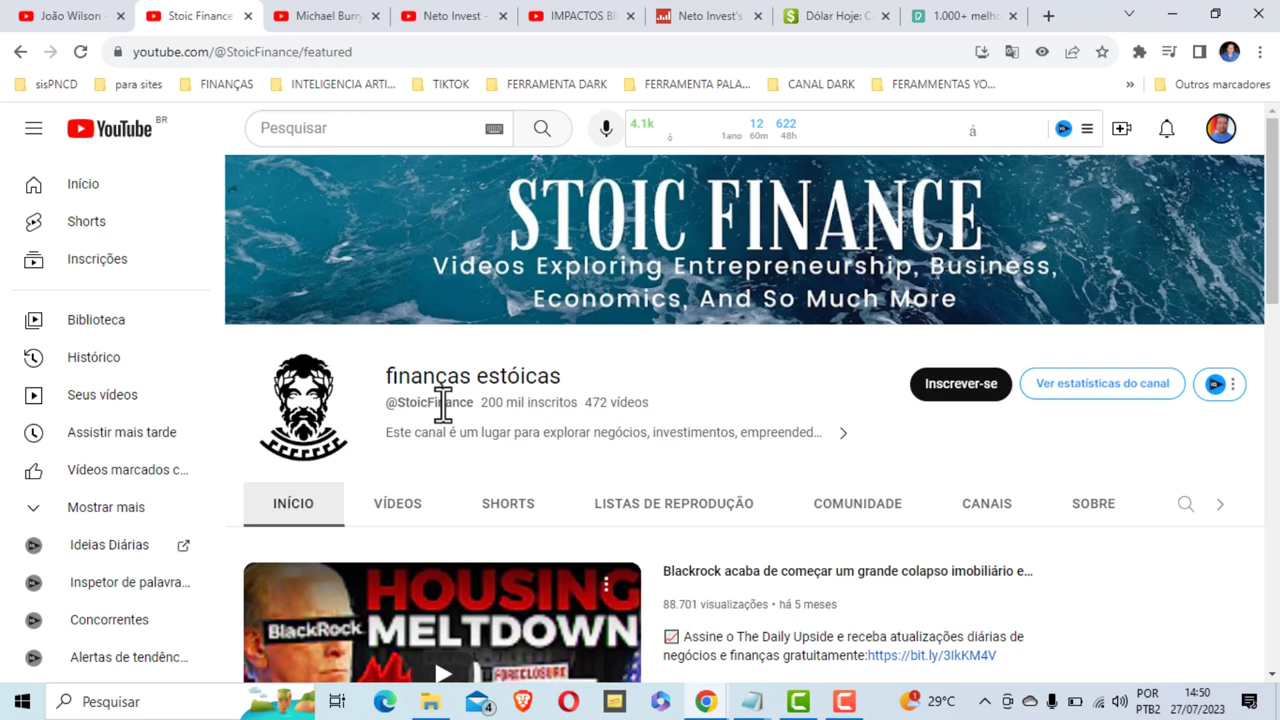 João Wilson -
Stoic Finance
Michael Burry
Neto Invest -
IMPACTOS Bl
Neto Invest's
Dólar Hoje: C
1.000+ melho
youtube.com/@StoicFinance/featured
sisPNCD
para sites
FINANÇAS
INTELIGENCIA ARTI...
TIKTOK
FERRAMENTA DARK
FERRAMENTA PALA...
CANAL DARK
FERAMMENTAS YO...
»
Outros marcadores
YouTube BR
Pesquisar
4.1k
12
622
1ano
60m
48h
á
Início
Shorts
Inscrições
Biblioteca
Histórico
Seus vídeos
Assistir mais tarde
Vídeos marcados c...
Mostrar mais
Ideias Diárias
Inspetor de palavra...
Concorrentes
Alertas de tendênc...
STOIC FINANCE
Videos Exploring Entrepreneurship, Business,
Economics, And So Much More
finanças estóicas
@StoicFinance 200 mil inscritos 472 vídeos
Este canal é um lugar para explorar negócios, investimentos, empreended...
Inscrever-se
Ver estatísticas do canal
INÍCIO
VÍDEOS
SHORTS
LISTAS DE REPRODUÇÃO
COMUNIDADE
CANAIS
SOBRE
HOUSING
MELTDOWN
BlackRock
FORECLOSURE
Blackrock acaba de começar um grande colapso imobiliário e...
88.701 visualizações • há 5 meses
Assine o The Daily Upside e receba atualizações diárias de
negócios e finanças gratuitamente:https://bit.ly/3IkKM4V
Pesquisar
4
29°C
POR
PTB2
14:50
27/07/2023